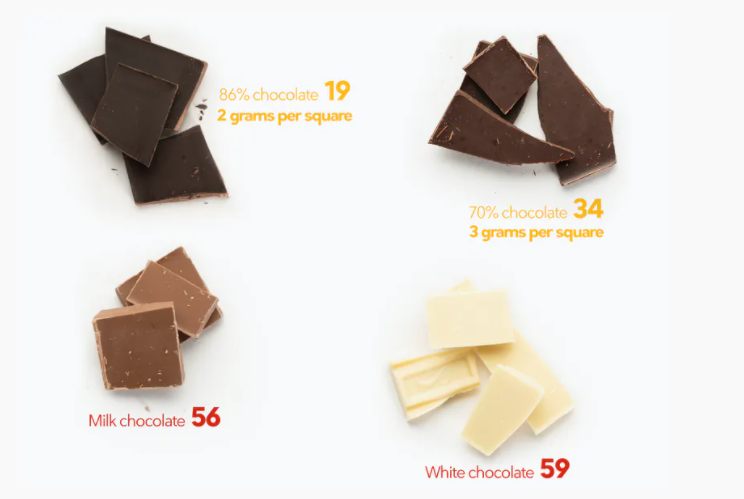 86% chocolate 19
2 grams per square
70% chocolate 34
3 grams per square
Milk chocolate 56
White chocolate 59